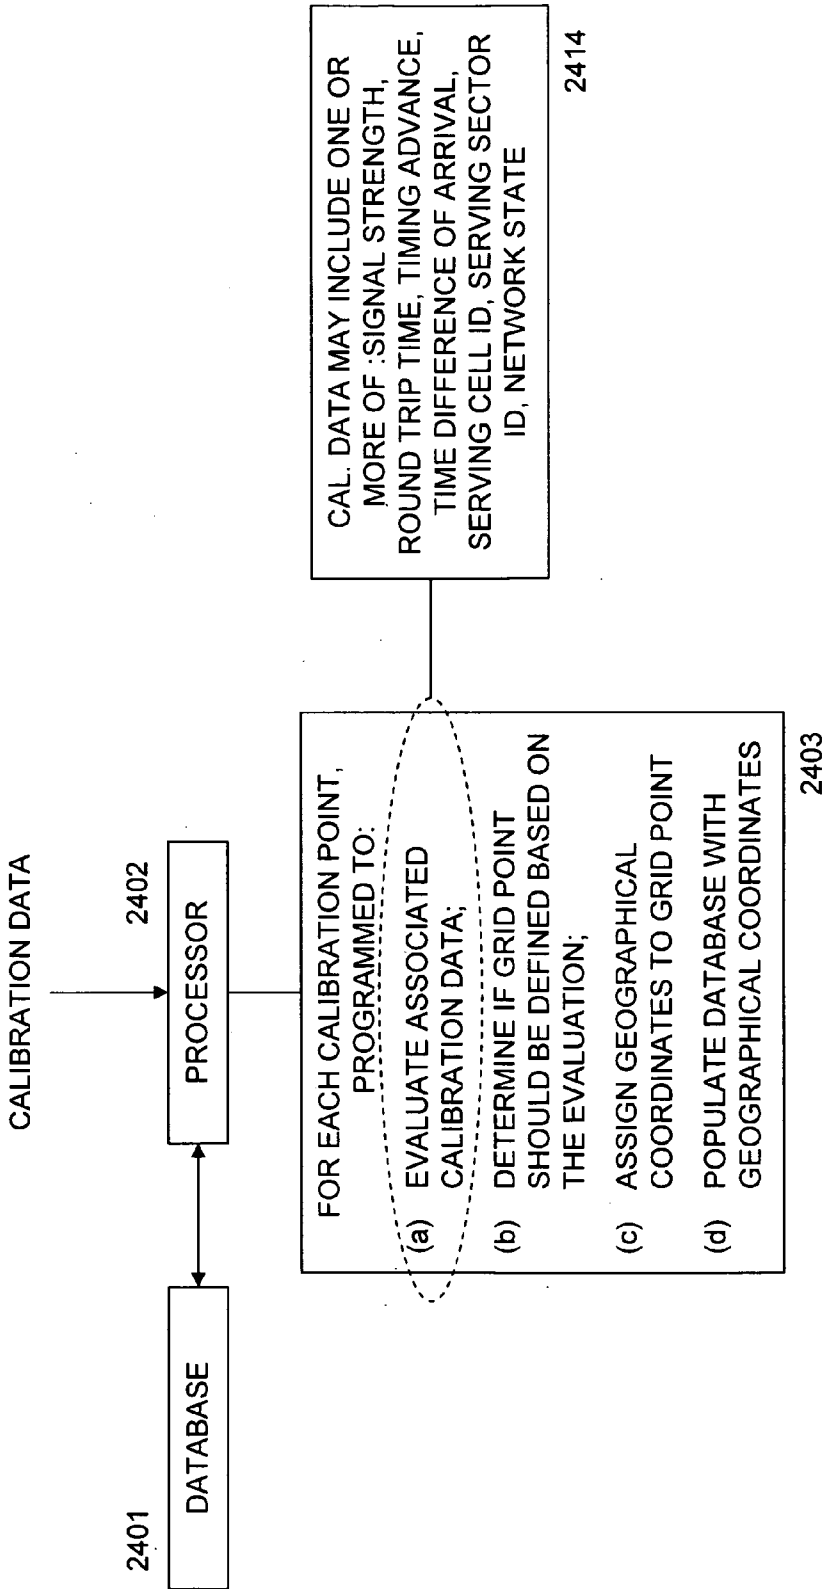 CALIBRATION DATA
2401
DATABASE
2402
PROCESSOR
FOR EACH CALIBRATION POINT,
PROGRAMMED TO:
(a) EVALUATE ASSOCIATED
CALIBRATION DATA;
(b) DETERMINE IF GRID POINT
SHOULD BE DEFINED BASED ON
THE EVALUATION;
(c) ASSIGN GEOGRAPHICAL
COORDINATES TO GRID POINT
(d) POPULATE DATABASE WITH
GEOGRAPHICAL COORDINATES
2403
CAL. DATA MAY INCLUDE ONE OR
MORE OF :SIGNAL STRENGTH,
ROUND TRIP TIME, TIMING ADVANCE,
TIME DIFFERENCE OF ARRIVAL,
SERVING CELL ID, SERVING SECTOR
ID, NETWORK STATE
2414